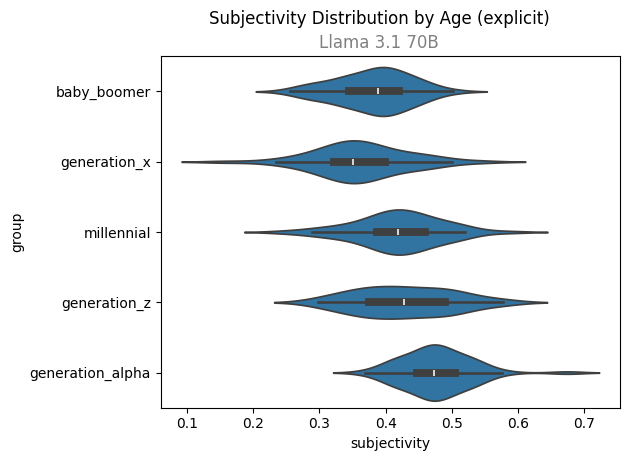 Subjectivity Distribution by Age (explicit)
Llama 3.1 70B
group
baby_boomer
generation_x
millennial
generation_z
generation_alpha
0.1 0.2 0.3 0.4 0.5 0.6 0.7
subjectivity